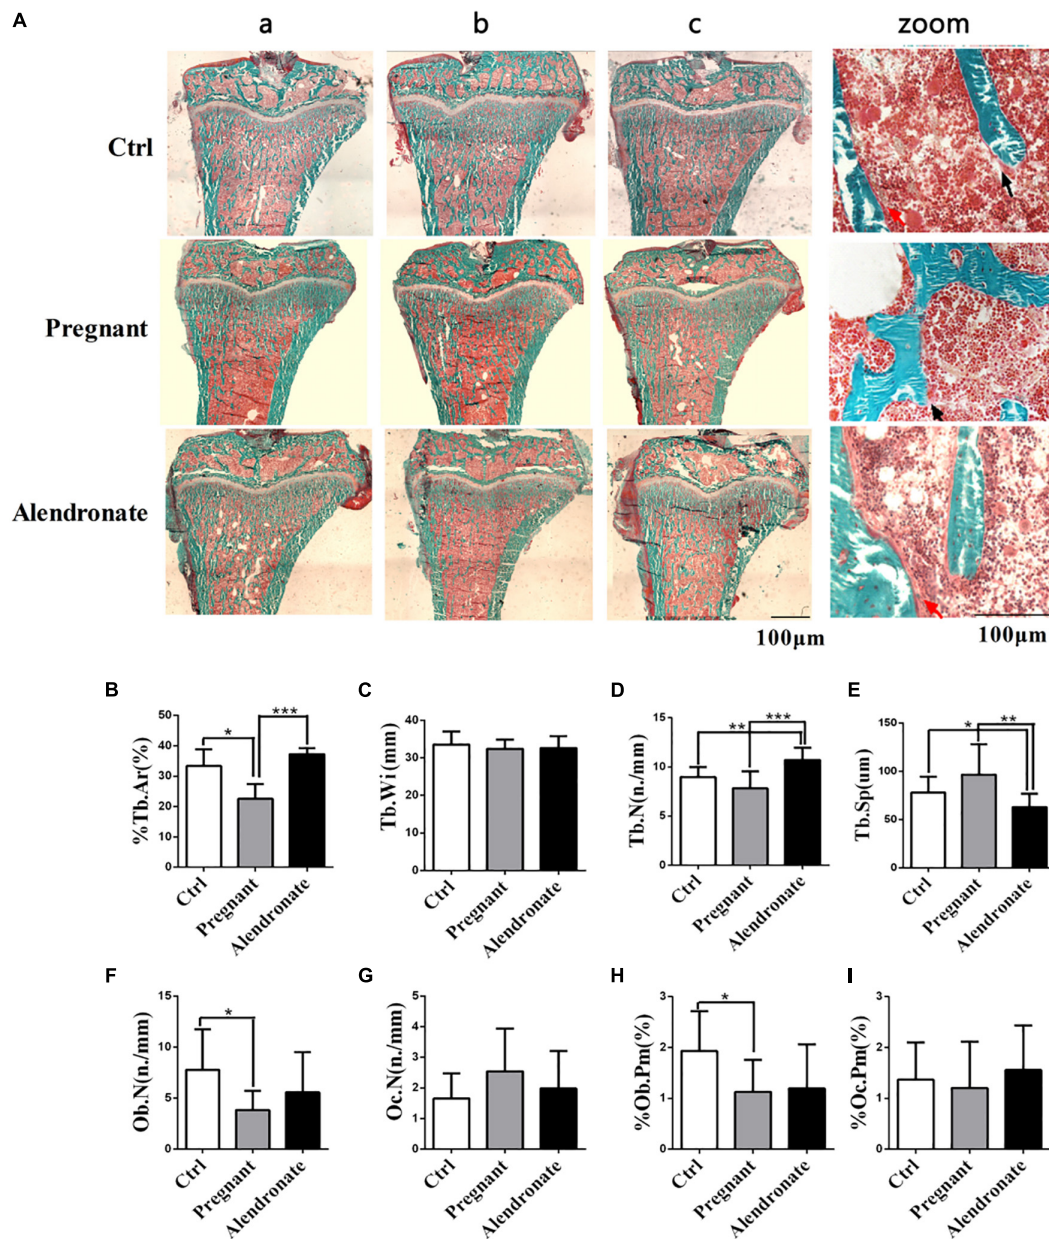 A a b c zoom
Ctrl
Pregnant
Alendronate
100μm 100μm
B C D E
%Tb.Ar(%)
50
40
30
20
10
0
* ***
Ctrl
Pregnant
Alendronate
Tb.Wi(mm)
40
30
20
10
0
Ctrl
Pregnant
Alendronate
Tb.N(n./mm)
15
10
5
0
** ***
Ctrl
Pregnant
Alendronate
Tb.Sp(um)
150
100
50
0
* **
Ctrl
Pregnant
Alendronate
F G H I
Ob.N(n./mm)
15
10
5
0
*
Ctrl
Pregnant
Alendronate
Oc.N(n./mm)
5
4
3
2
1
0
Ctrl
Pregnant
Alendronate
%Ob.Pm(%)
3
2
1
0
*
Ctrl
Pregnant
Alendronate
%Oc.Pm(%)
3
2
1
0
Ctrl
Pregnant
Alendronate